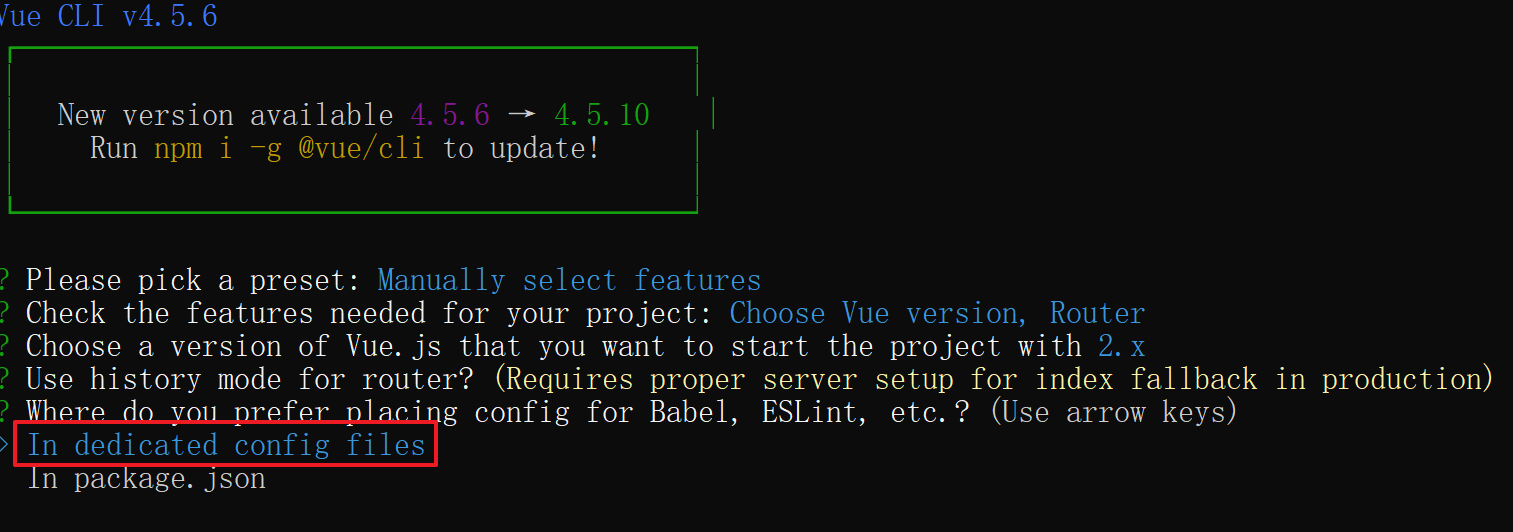 Vue CLI v4.5.6
New version available 4.5.6 → 4.5.10
Run npm i -g @vue/cli to update!
? Please pick a preset: Manually select features
? Check the features needed for your project: Choose Vue version, Router
? Choose a version of Vue.js that you want to start the project with 2.x
? Use history mode for router? (Requires proper server setup for index fallback in production)
? Where do you prefer placing config for Babel, ESLint, etc.? (Use arrow keys)
> In dedicated config files
In package.json